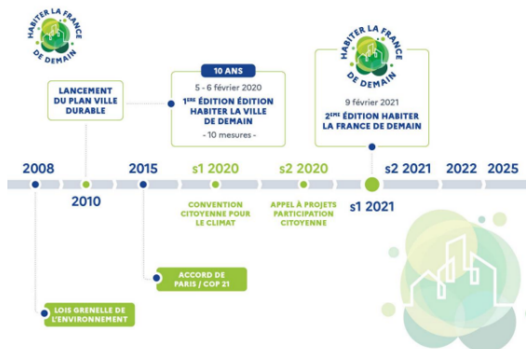 HABITER LA FRANCE
DE DEMAIN
LANCEMENT
DU PLAN VILLE
DURABLE
10 ANS
5 - 6 février 2020
1ERE ÉDITION ÉDITION
HABITER LA VILLE
DE DEMAIN
- 10 mesures -
HABITER LA FRANCE
DE DEMAIN
9 février 2021
2EME ÉDITION HABITER
LA FRANCE DE DEMAIN
2008
2010
2015
s1 2020
s2 2020
s1 2021
s2 2021
2022
2025
CONVENTION
CITOYENNE POUR
LE CLIMAT
APPEL À PROJETS
PARTICIPATION
CITOYENNE
ACCORD DE
PARIS / COP 21
LOIS GRENELLE DE
L'ENVIRONNEMENT